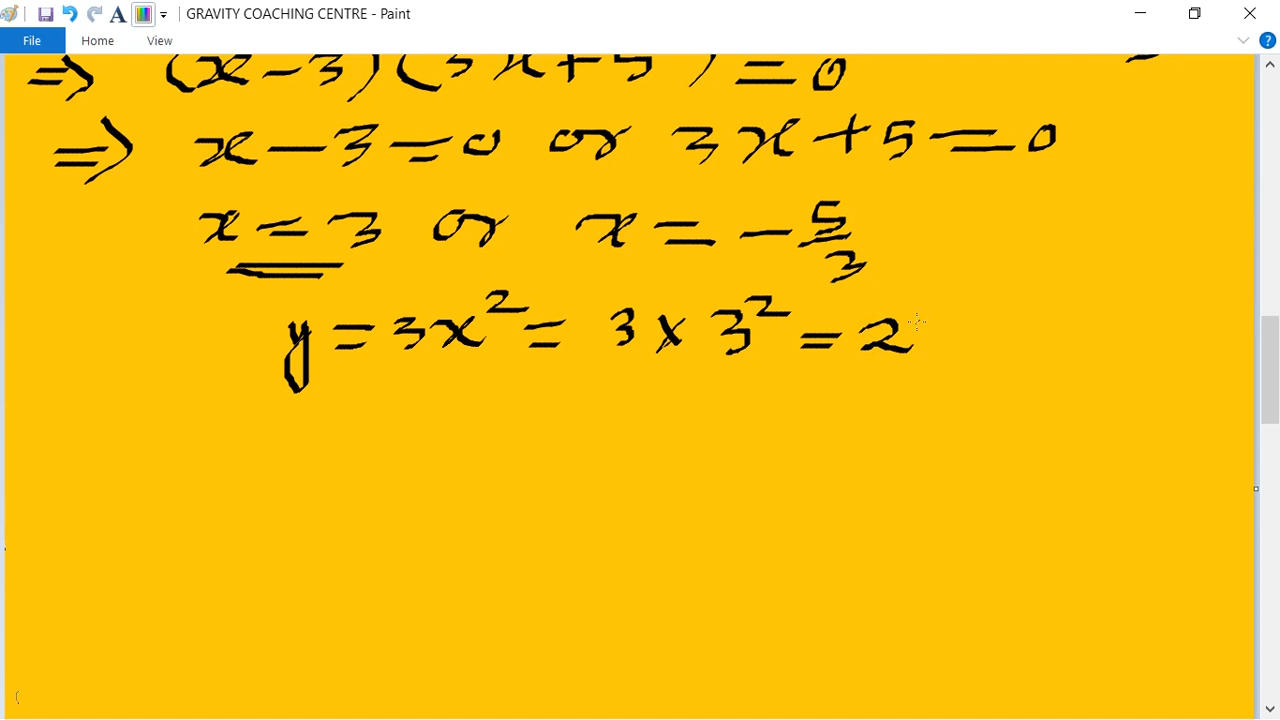 GRAVITY COACHING CENTRE - Paint
File Home View
=> (x-3)(3x+5)=0
=> x-3=0 or 3x+5=0
x=3 or x=-5/3
y=3x²=3×3²=2